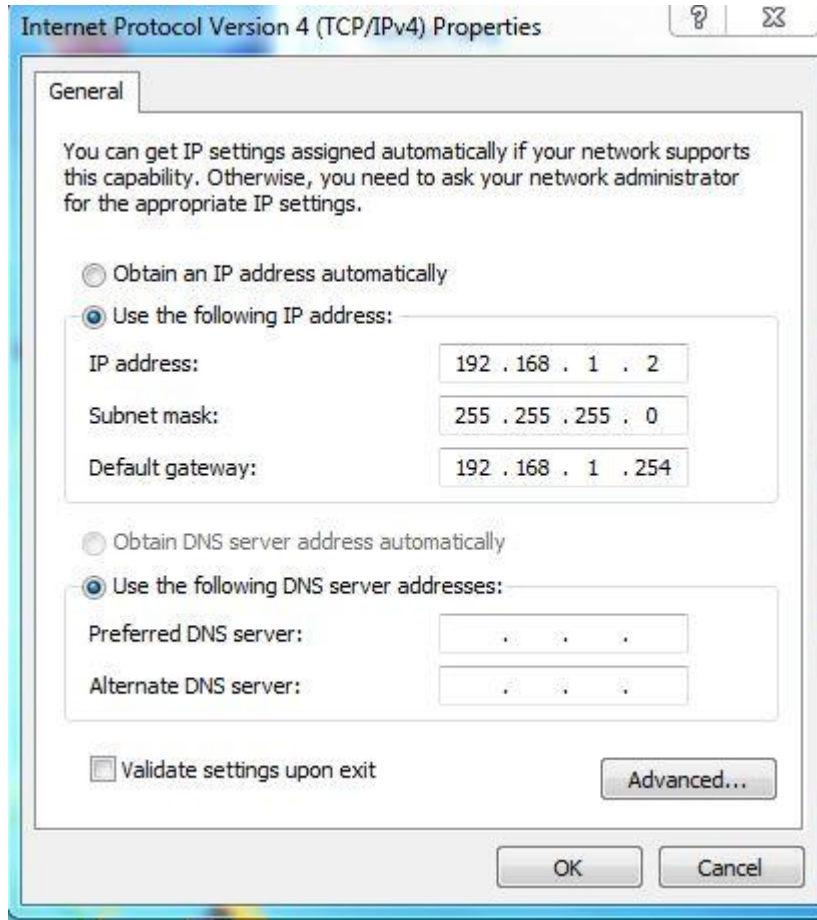 Internet Protocol Version 4 (TCP/IPv4) Properties
General
You can get IP settings assigned automatically if your network supports
this capability. Otherwise, you need to ask your network administrator
for the appropriate IP settings.
Obtain an IP address automatically
Use the following IP address:
IP address: 192 . 168 . 1 . 2
Subnet mask: 255 . 255 . 255 . 0
Default gateway: 192 . 168 . 1 . 254
Obtain DNS server address automatically
Use the following DNS server addresses:
Preferred DNS server: . . .
Alternate DNS server: . . .
Validate settings upon exit
Advanced...
OK Cancel